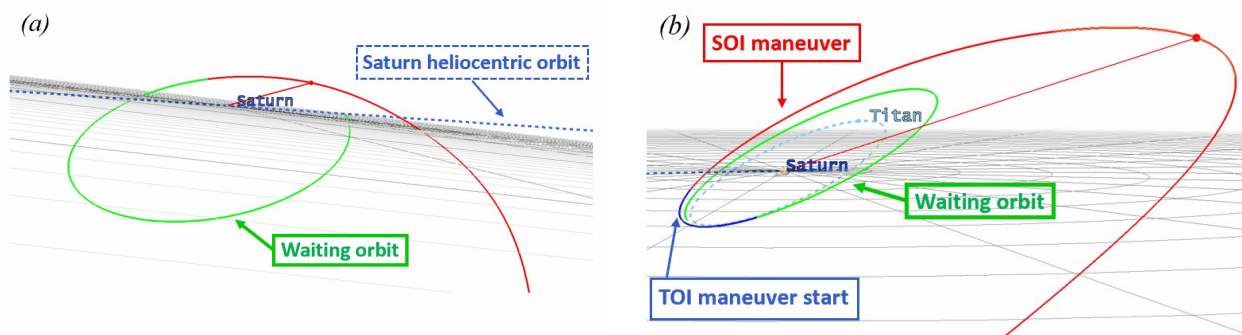 (a)
Saturn heliocentric orbit
Saturn
Waiting orbit
(b)
SOI maneuver
Titan
Saturn
Waiting orbit
TOI maneuver start